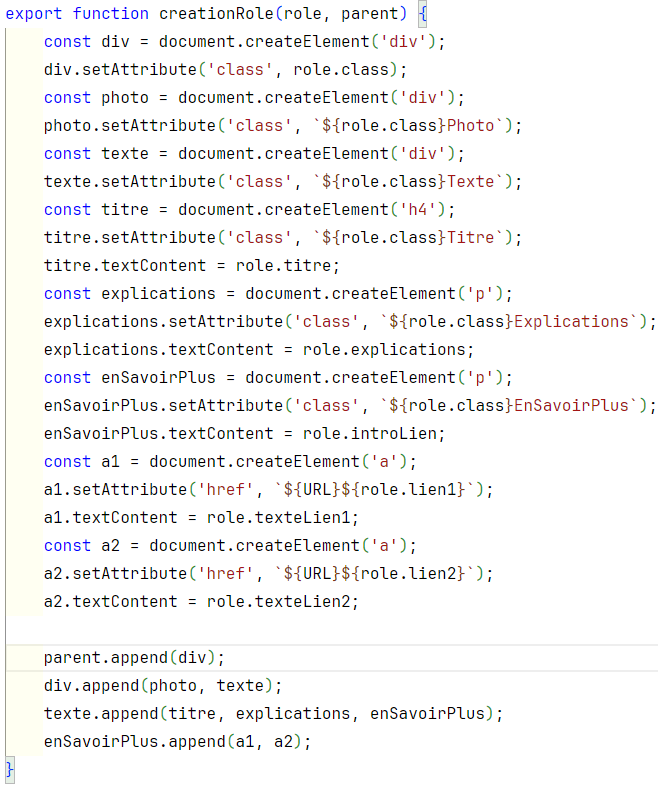 export function creationRole(role, parent) {
    const div = document.createElement('div');
    div.setAttribute('class', role.class);
    const photo = document.createElement('div');
    photo.setAttribute('class', `${role.class}Photo`);
    const texte = document.createElement('div');
    texte.setAttribute('class', `${role.class}Texte`);
    const titre = document.createElement('h4');
    titre.setAttribute('class', `${role.class}Titre`);
    titre.textContent = role.titre;
    const explications = document.createElement('p');
    explications.setAttribute('class', `${role.class}Explications`);
    explications.textContent = role.explications;
    const enSavoirPlus = document.createElement('p');
    enSavoirPlus.setAttribute('class', `${role.class}EnSavoirPlus`);
    enSavoirPlus.textContent = role.introLien;
    const a1 = document.createElement('a');
    a1.setAttribute('href', `${URL}${role.lien1}`);
    a1.textContent = role.texteLien1;
    const a2 = document.createElement('a');
    a2.setAttribute('href', `${URL}${role.lien2}`);
    a2.textContent = role.texteLien2;

    parent.append(div);
    div.append(photo, texte);
    texte.append(titre, explications, enSavoirPlus);
    enSavoirPlus.append(a1, a2);
}